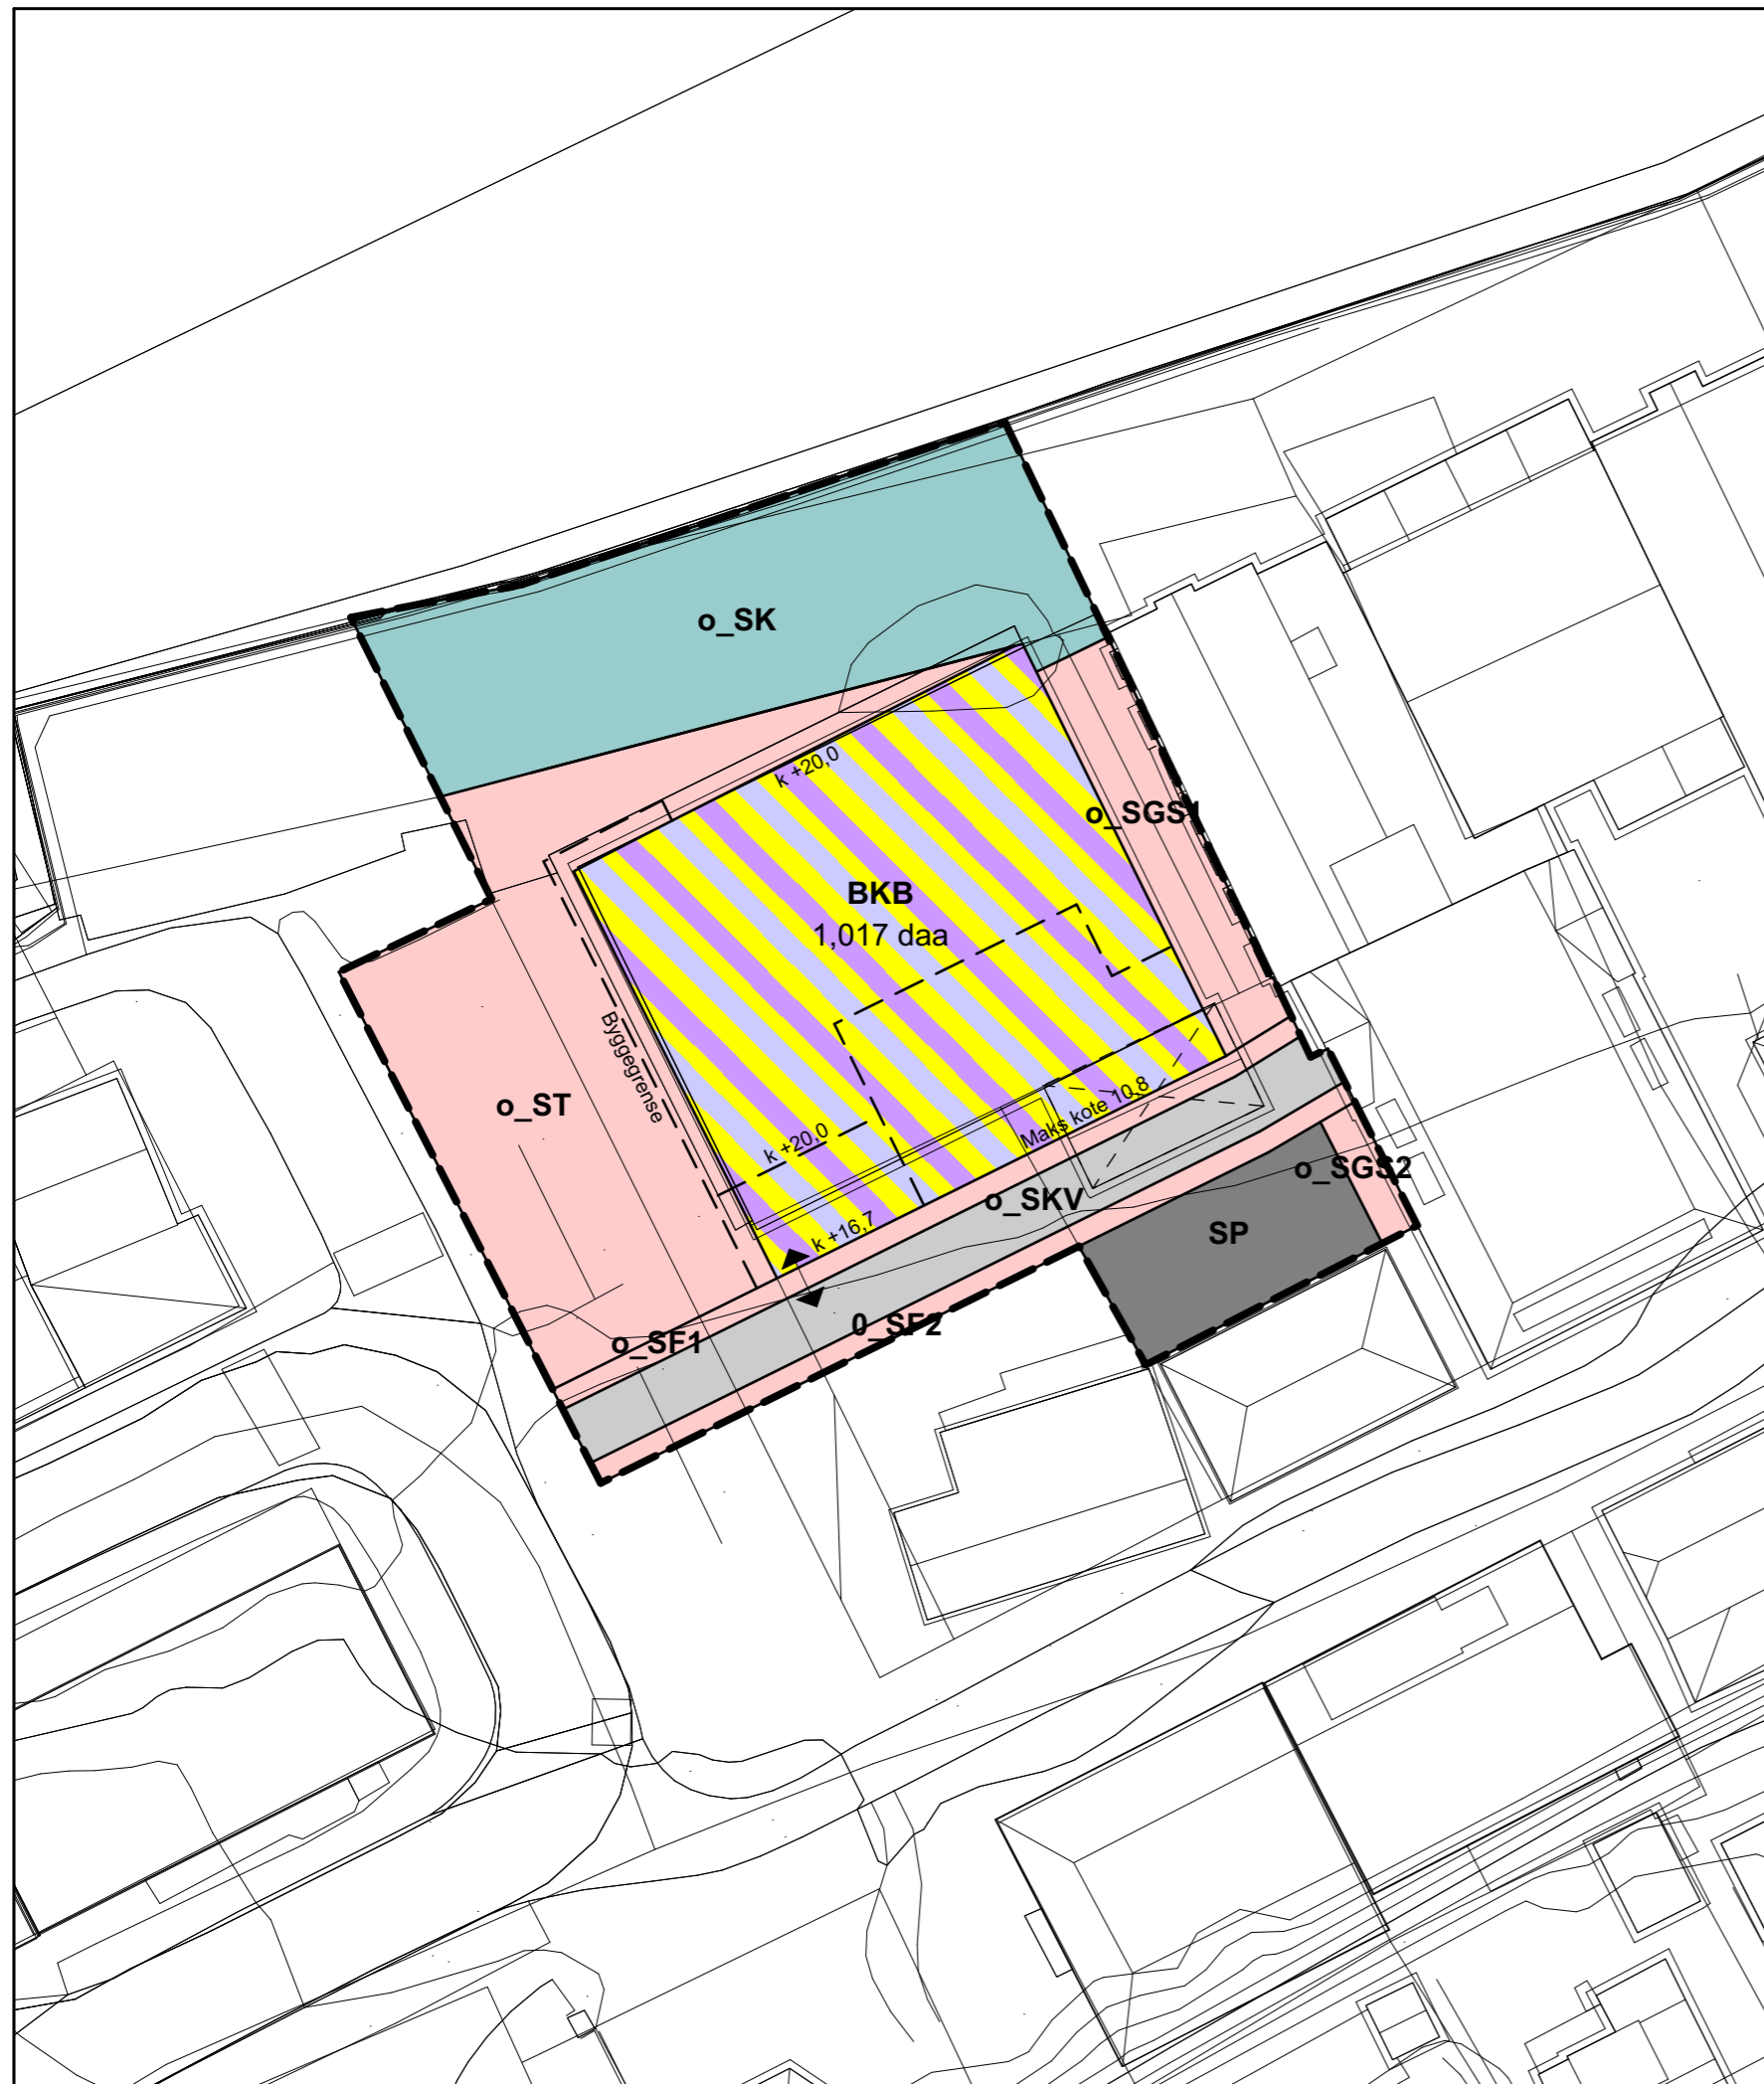 o_SK
k +20,0
o_SGS1
BKB
1,017 daa
Byggegrense
o_ST
Maks kote 10,8
k +20,0
o_SGS2
o_SKV
k +16,7
SP
0_SF2
o_SF1